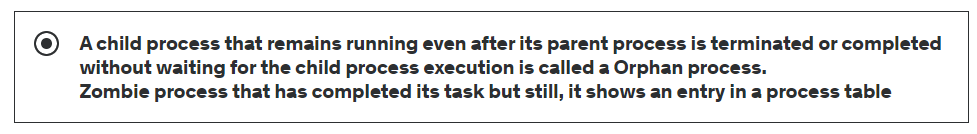 A child process that remains running even after its parent process is terminated or completed
without waiting for the child process execution is called a Orphan process.
Zombie process that has completed its task but still, it shows an entry in a process table